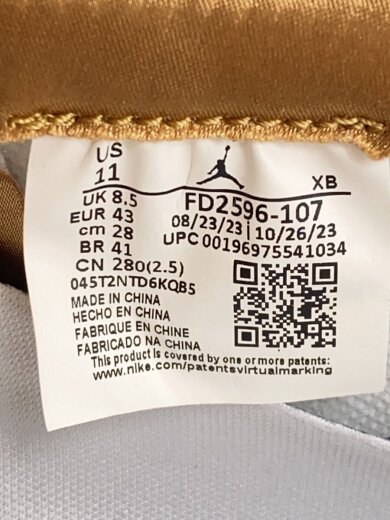 US
11
XB
UK 8.5
FD2596-107
EUR 43
08/23/23 | 10/26/23
cm 28
UPC 00196975541034
BR 41
CN 280(2.5)
045T2NTD6KQB5
MADE IN CHINA
HECHO EN CHINA
FABRIQUE EN CHINE
FABRICADO NA CHINA
This product is covered by one or more patents:
www.nike.com/patentsvirtualmarking